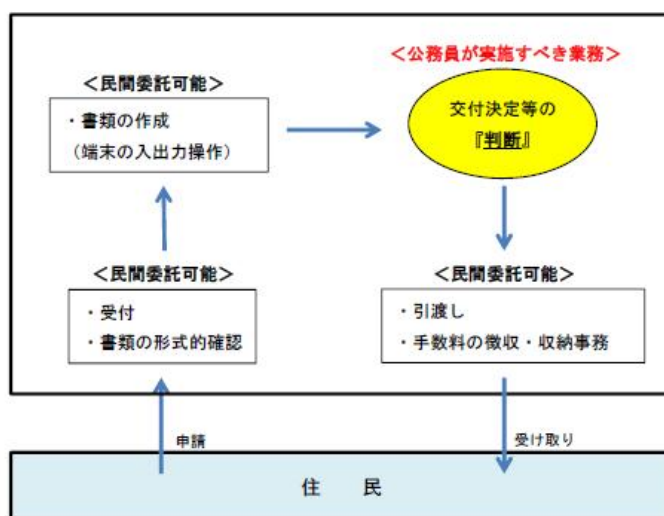 ＜公務員が実施すべき業務＞
＜民間委託可能＞
・書類の作成
（端末の入出力操作）
交付決定等の
『判断』
＜民間委託可能＞
・受付
・書類の形式的確認
＜民間委託可能＞
・引渡し
・手数料の徴収・収納事務
申請
受け取り
住　民